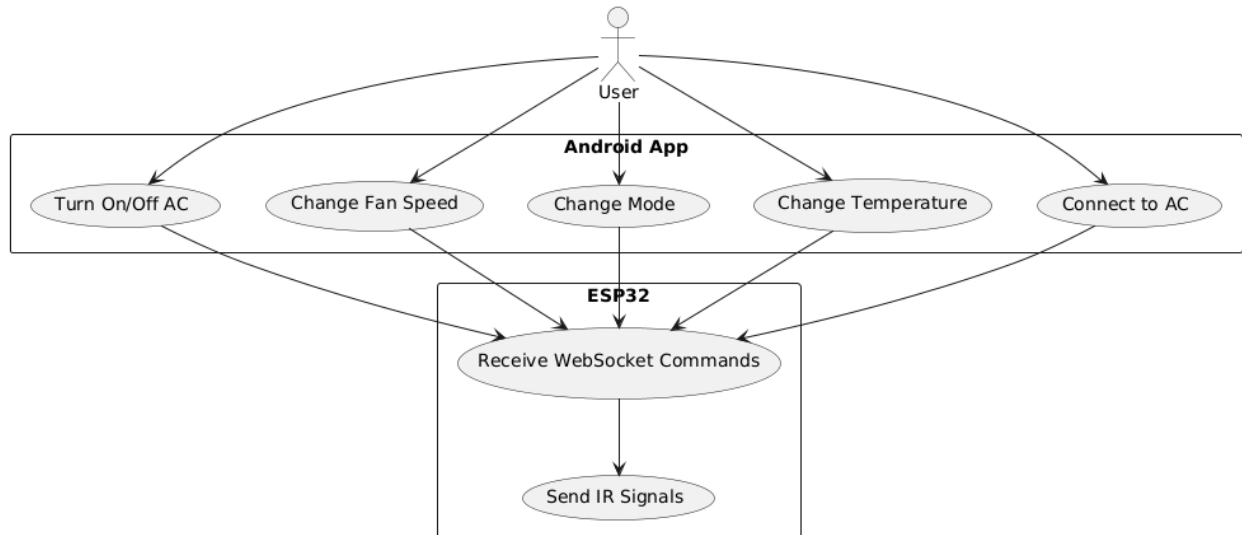 User
Android App
Turn On/Off AC
Change Fan Speed
Change Mode
Change Temperature
Connect to AC
ESP32
Receive WebSocket Commands
Send IR Signals